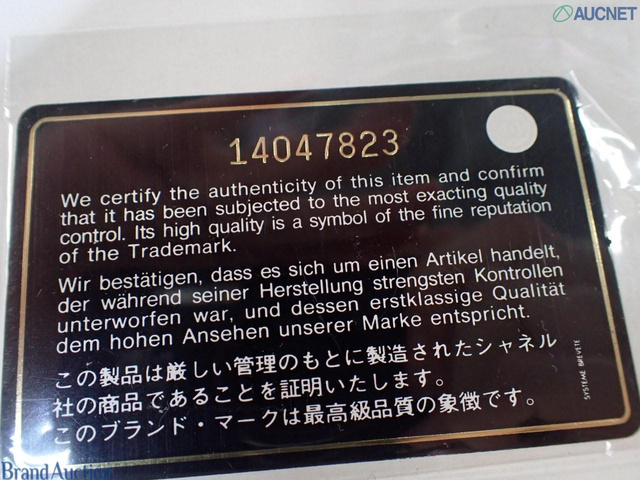 AUCNET
14047823
We certify the authenticity of this item and confirm
that it has been subjected to the most exacting quality
control. Its high quality is a symbol of the fine reputation
of the Trademark.
Wir bestätigen, dass es sich um einen Artikel handelt,
der während seiner Herstellung strengsten Kontrollen
unterworfen war, und dessen erstklassige Qualität
dem hohen Ansehen unserer Marke entspricht.
この製品は厳しい管理のもとに製造されたシャネル
社の商品であることを証明いたします。
このブランド・マークは最高級品質の象徴です。
SYSTEME BREVETE
BrandAuction